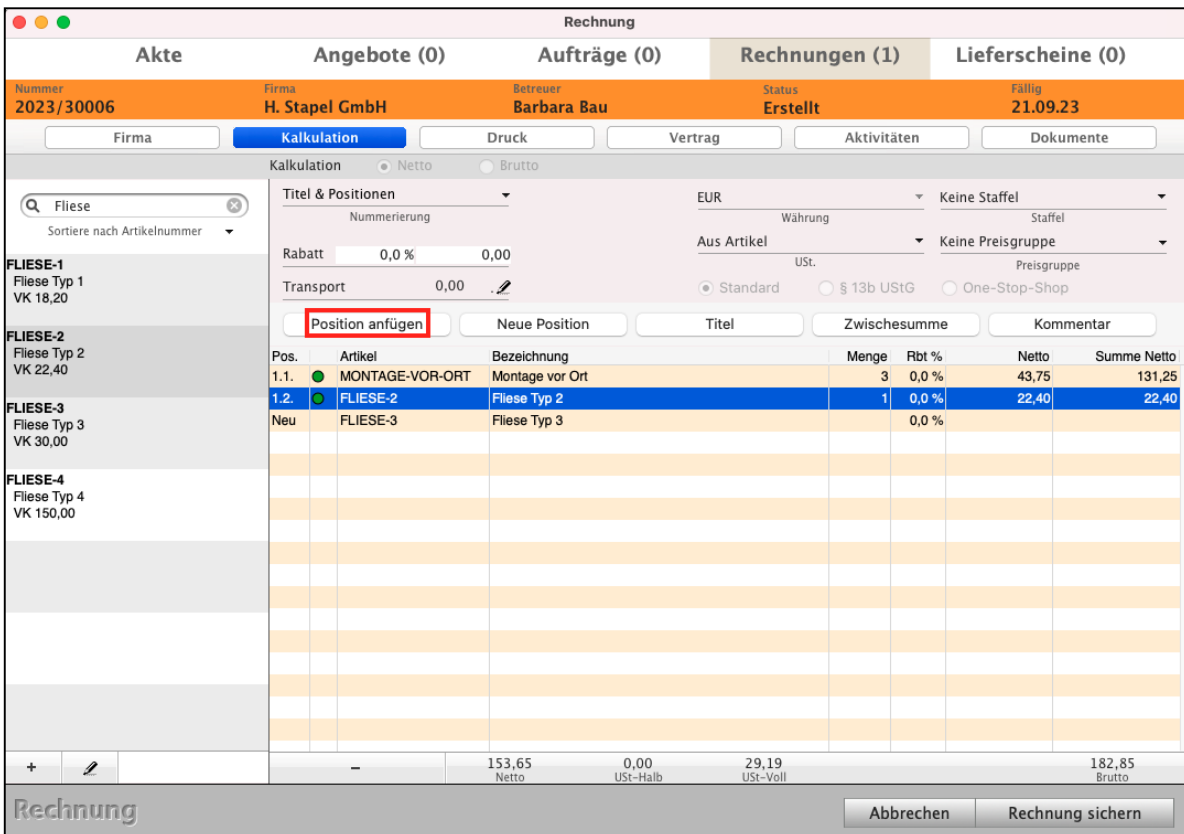 Rechnung
Akte Angebote (0) Aufträge (0) Rechnungen (1) Lieferscheine (0)
Nummer Firma Betreuer Status Fällig
2023/30006 H. Stapel GmbH Barbara Bau Erstellt 21.09.23
Firma Kalkulation Druck Vertrag Aktivitäten Dokumente
Kalkulation Netto Brutto
Fliese
Sortiere nach Artikelnummer
FLIESE-1
Fliese Typ 1
VK 18,20
FLIESE-2
Fliese Typ 2
VK 22,40
FLIESE-3
Fliese Typ 3
VK 30,00
FLIESE-4
Fliese Typ 4
VK 150,00
Titel & Positionen EUR Keine Staffel
Nummerierung Währung Staffel
Rabatt 0,0 % 0,00 Aus Artikel Keine Preisgruppe
USt. Preisgruppe
Transport 0,00 . Standard § 13b UStG One-Stop-Shop
Position anfügen Neue Position Titel Zwischesumme Kommentar
Pos. Artikel Bezeichnung Menge Rbt % Netto Summe Netto
1.1. MONTAGE-VOR-ORT Montage vor Ort 3 0,0 % 43,75 131,25
1.2. FLIESE-2 Fliese Typ 2 1 0,0 % 22,40 22,40
Neu FLIESE-3 Fliese Typ 3 0,0 %
+ – 153,65 0,00 29,19 182,85
Netto USt-Halb USt-Voll Brutto
Rechnung Abbrechen Rechnung sichern